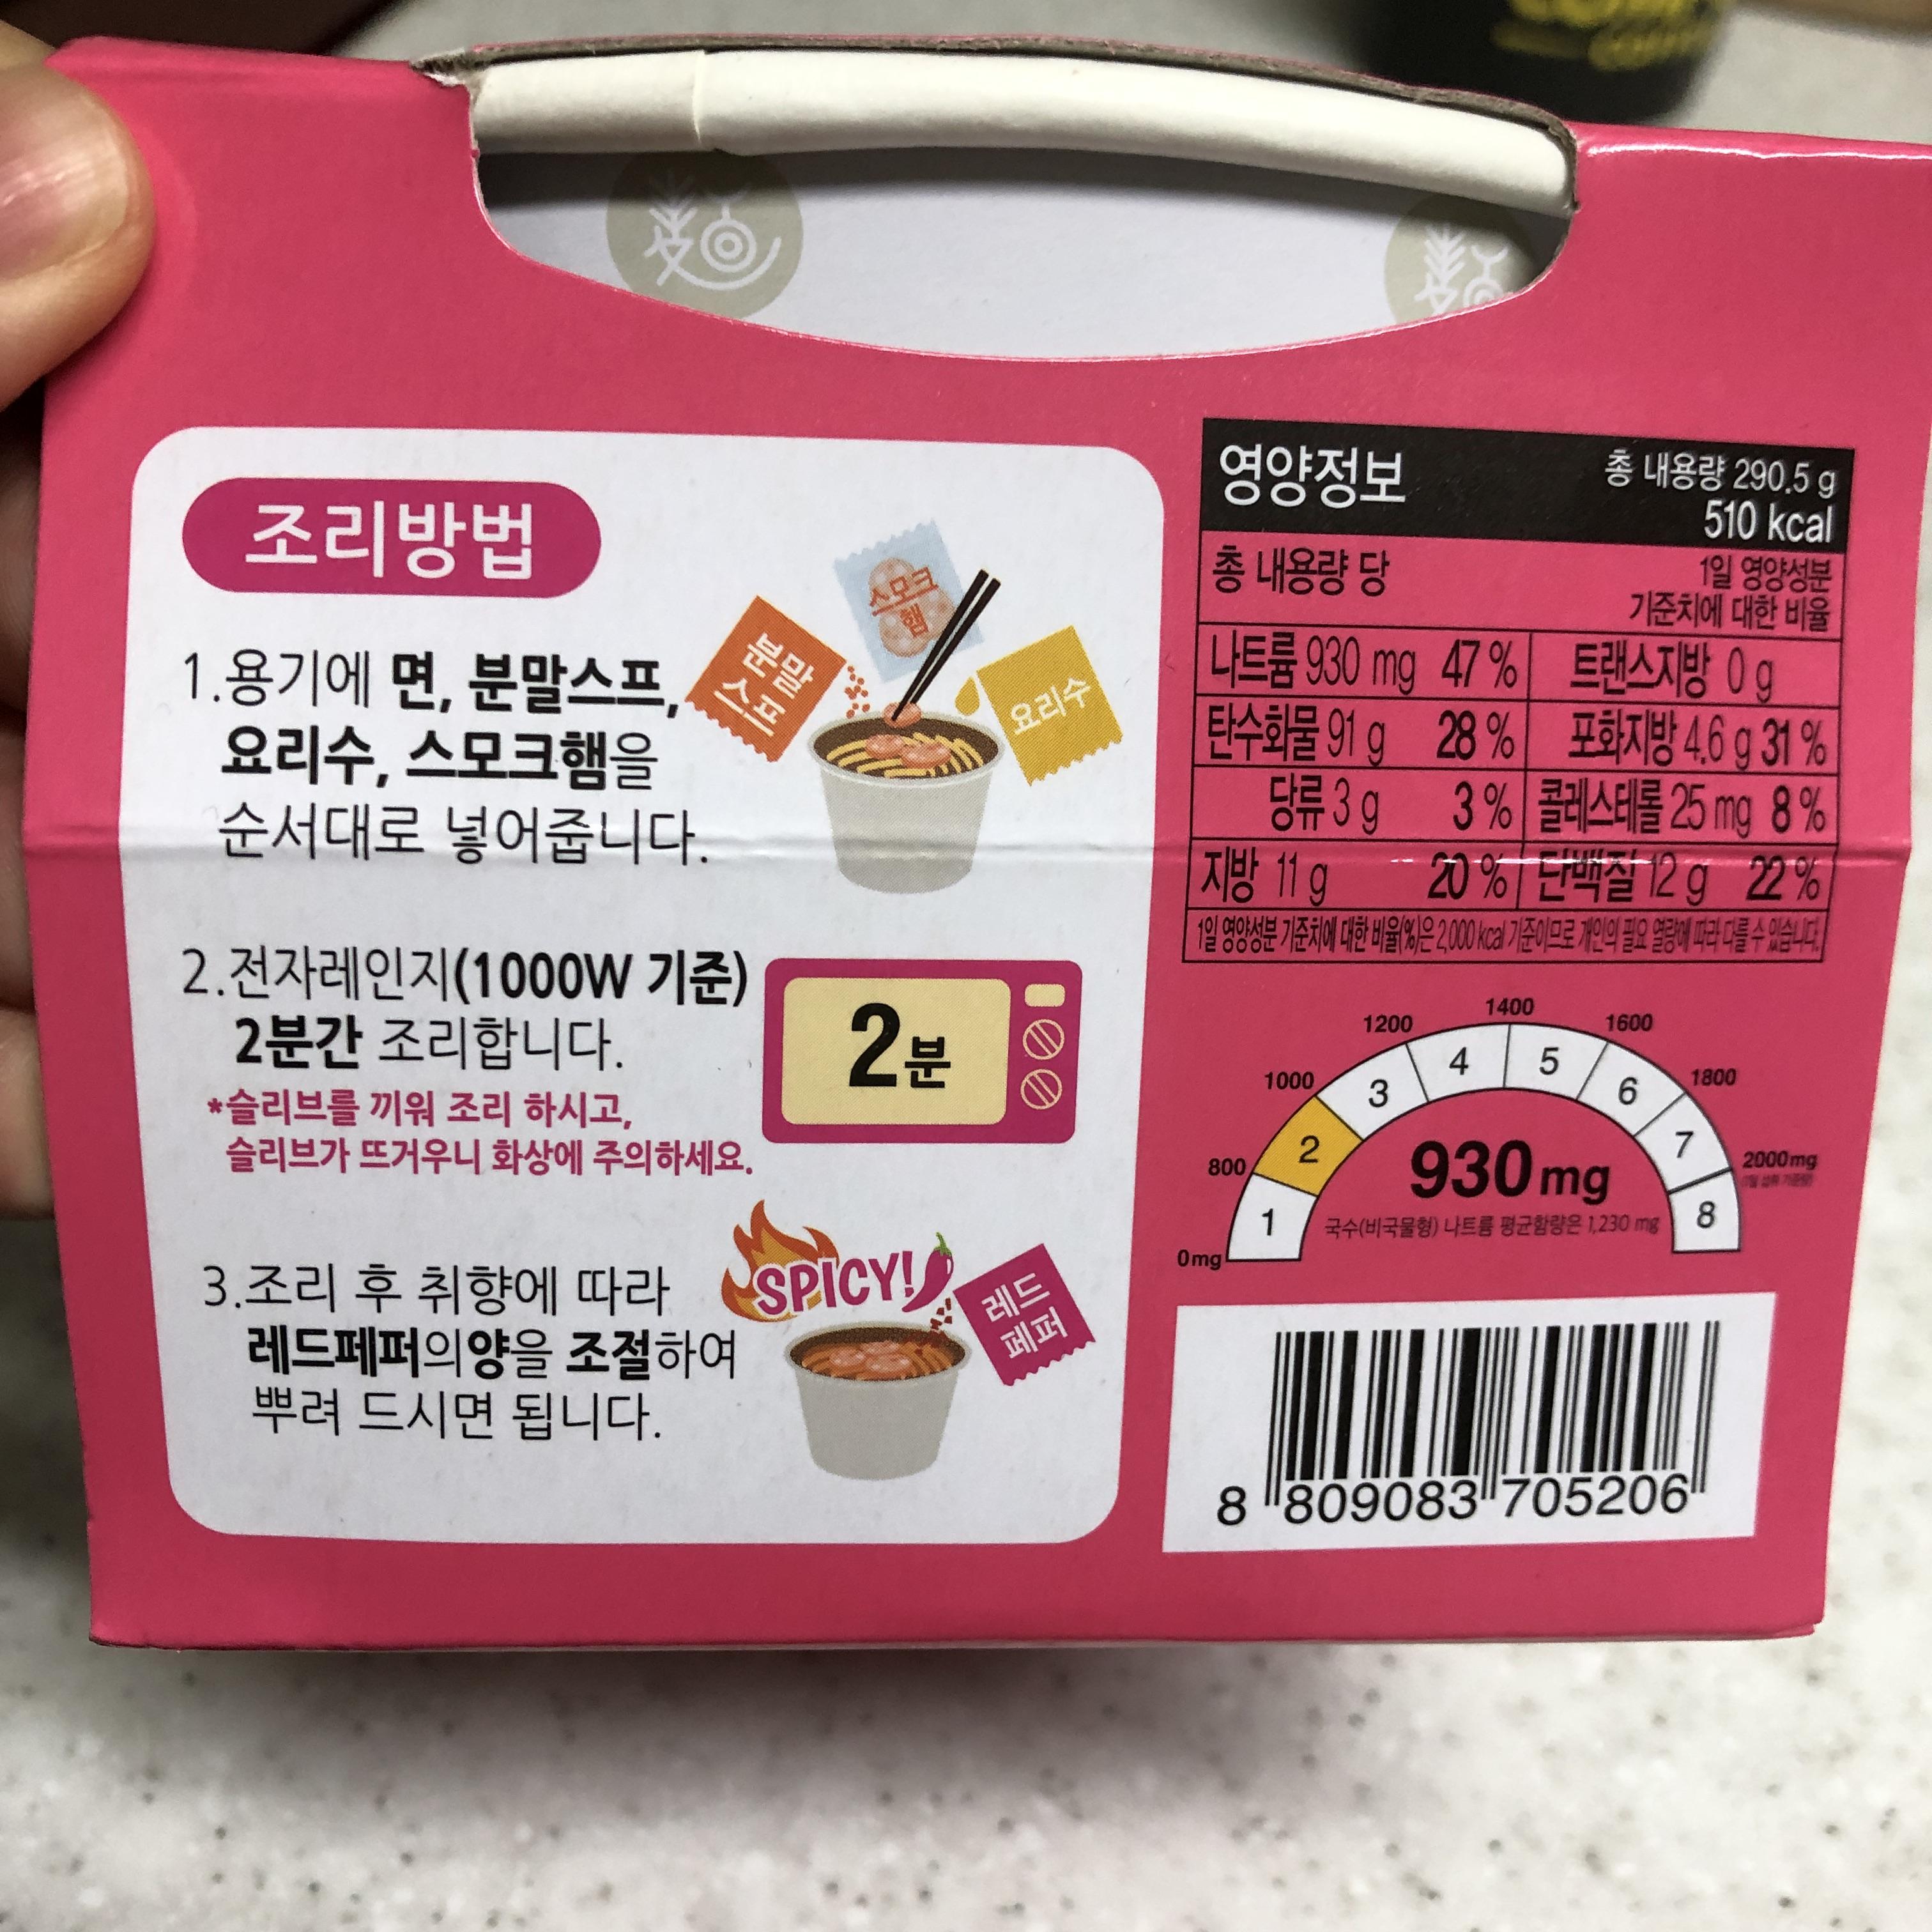 조리방법
스모크
햄
분말
스프
요리수
1.용기에 면, 분말스프,
요리수, 스모크햄을
순서대로 넣어줍니다.
2.전자레인지(1000W 기준)
2분간 조리합니다.
*슬리브를 끼워 조리 하시고,
슬리브가 뜨거우니 화상에 주의하세요.
2분
3.조리 후 취향에 따라
레드페퍼의양을 조절하여
뿌려 드시면 됩니다.
SPICY!
레드
페퍼
영양정보
총 내용량 290.5 g
510 kcal
총 내용량 당
1일 영양성분
기준치에 대한 비율
나트륨 930 mg 47 % 트랜스지방 0 g
탄수화물 91 g 28 % 포화지방 4.6 g 31 %
당류 3 g 3 % 콜레스테롤 25 mg 8 %
지방 11 g 20 % 단백질 12 g 22 %
1일 영양성분 기준치에 대한 비율(%)은 2,000 kcal 기준이므로 개인의 필요 열량에 따라 다를 수 있습니다.
0mg 800 1000 1200 1400 1600 1800 2000mg
1 2 3 4 5 6 7 8
930 mg
국수(비국물형) 나트륨 평균함량은 1,230 mg
8 809083 705206